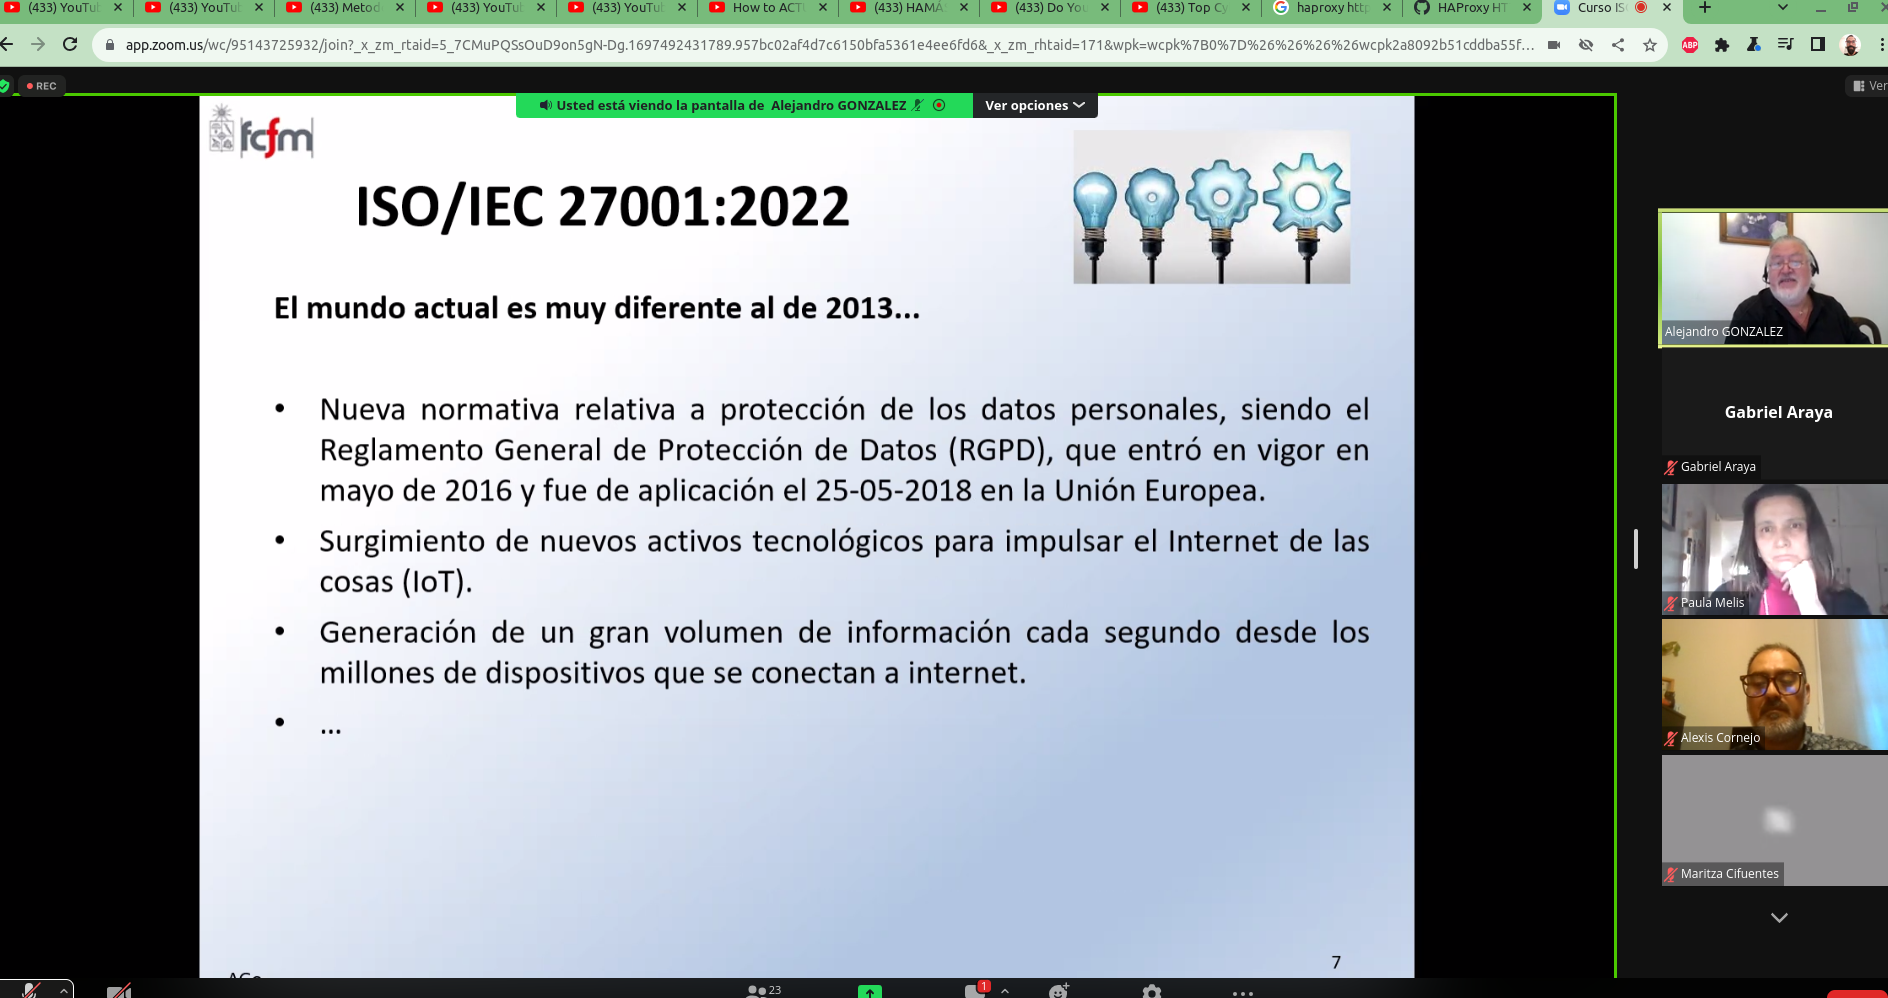 (433) YouTu
(433) YouTu
(433) Metod
(433) YouTu
(433) YouTu
How to ACT
(433) HAMÁ
(433) Do You
(433) Top Cy
haproxy http
HAProxy HT
Curso IS
app.zoom.us/wc/95143725932/join?_x_zm_rtaid=5_7CMuPQSsOuD9on5gN-Dg.1697492431789.957bc02af4d7c6150bfa5361e4ee6fd6&_x_zm_rhtaid=171&wpk=wcpk%7B0%7D%26%26%26%26wcpk2a8092b51cddba55f...
ABP
REC
Usted está viendo la pantalla de Alejandro GONZALEZ
Ver opciones
Ver
fcfm
ISO/IEC 27001:2022
El mundo actual es muy diferente al de 2013...
• Nueva normativa relativa a protección de los datos personales, siendo el
Reglamento General de Protección de Datos (RGPD), que entró en vigor en
mayo de 2016 y fue de aplicación el 25-05-2018 en la Unión Europea.
• Surgimiento de nuevos activos tecnológicos para impulsar el Internet de las
cosas (IoT).
• Generación de un gran volumen de información cada segundo desde los
millones de dispositivos que se conectan a internet.
• ...
7
Alejandro GONZALEZ
Gabriel Araya
Gabriel Araya
Paula Melis
Alexis Cornejo
Maritza Cifuentes
23
1